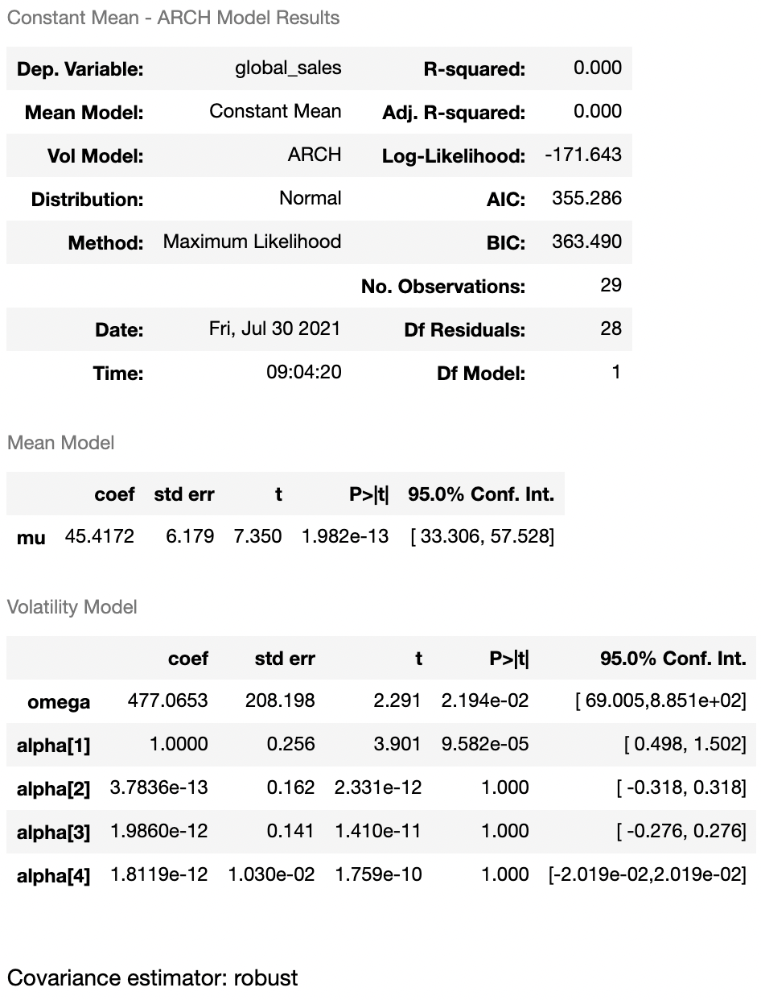 Constant Mean - ARCH Model Results
Dep. Variable: global_sales R-squared: 0.000
Mean Model: Constant Mean Adj. R-squared: 0.000
Vol Model: ARCH Log-Likelihood: -171.643
Distribution: Normal AIC: 355.286
Method: Maximum Likelihood BIC: 363.490
No. Observations: 29
Date: Fri, Jul 30 2021 Df Residuals: 28
Time: 09:04:20 Df Model: 1
Mean Model
coef std err t P>|t| 95.0% Conf. Int.
mu 45.4172 6.179 7.350 1.982e-13 [ 33.306, 57.528]
Volatility Model
coef std err t P>|t| 95.0% Conf. Int.
omega 477.0653 208.198 2.291 2.194e-02 [ 69.005,8.851e+02]
alpha[1] 1.0000 0.256 3.901 9.582e-05 [ 0.498, 1.502]
alpha[2] 3.7836e-13 0.162 2.331e-12 1.000 [ -0.318, 0.318]
alpha[3] 1.9860e-12 0.141 1.410e-11 1.000 [ -0.276, 0.276]
alpha[4] 1.8119e-12 1.030e-02 1.759e-10 1.000 [-2.019e-02,2.019e-02]
Covariance estimator: robust